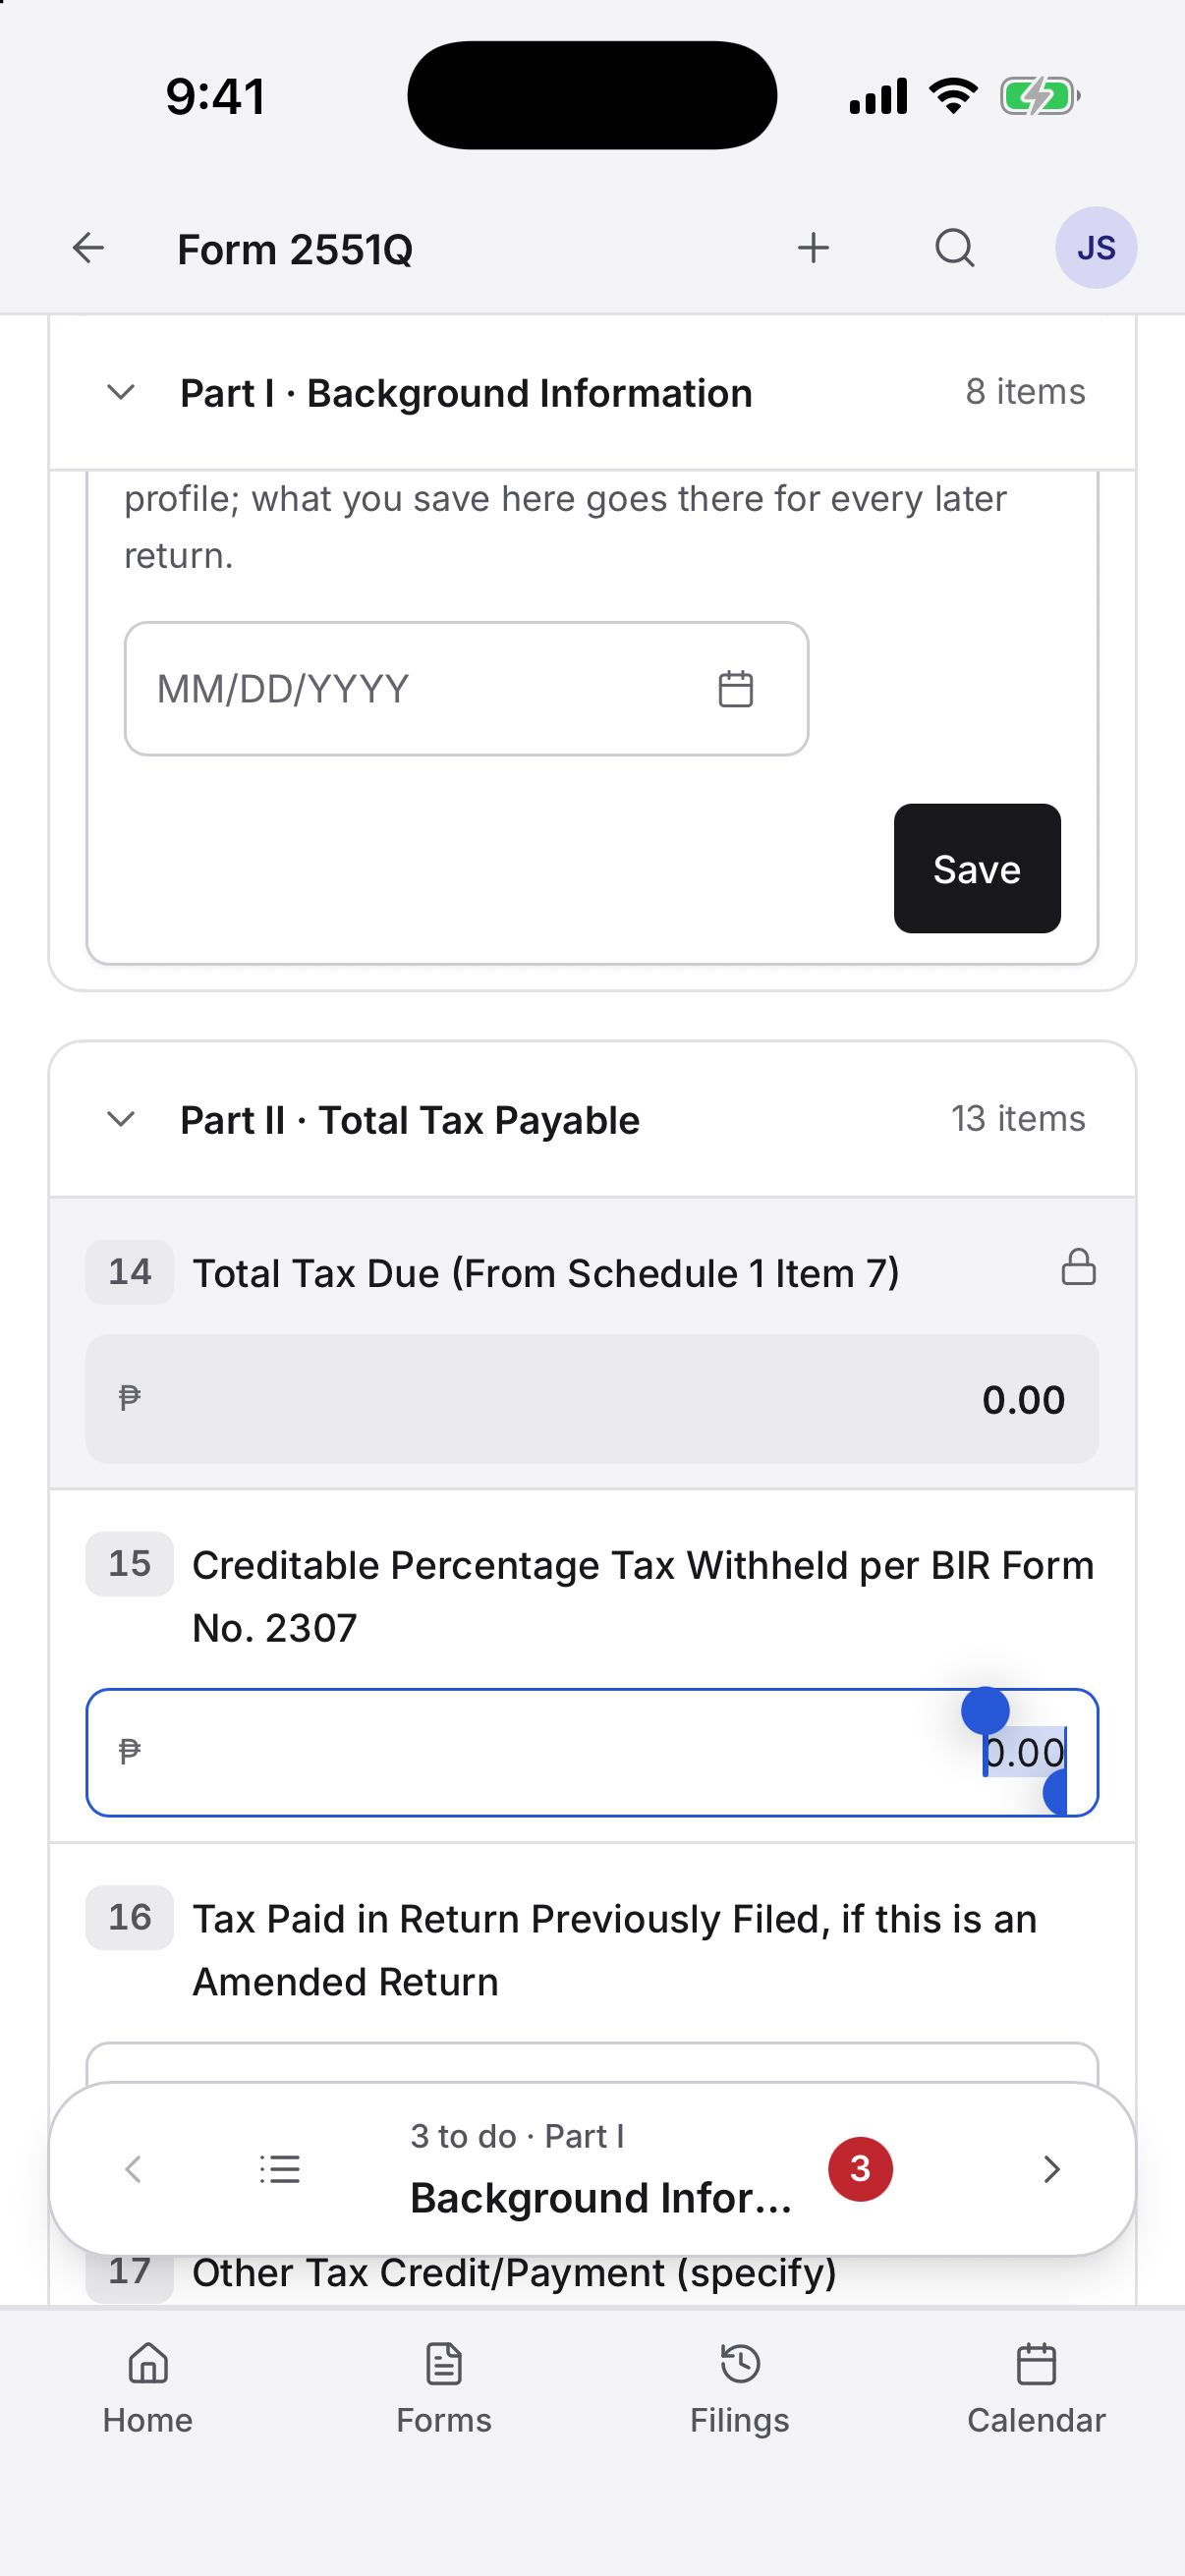 9:41
Form 2551Q
JS
Part I · Background Information
8 items
profile; what you save here goes there for every later
return.
MM/DD/YYYY
Save
Part II · Total Tax Payable
13 items
14 Total Tax Due (From Schedule 1 Item 7)
₱ 0.00
15 Creditable Percentage Tax Withheld per BIR Form
No. 2307
₱ 0.00
16 Tax Paid in Return Previously Filed, if this is an
Amended Return
3 to do · Part I
Background Infor...
3
17 Other Tax Credit/Payment (specify)
Home
Forms
Filings
Calendar